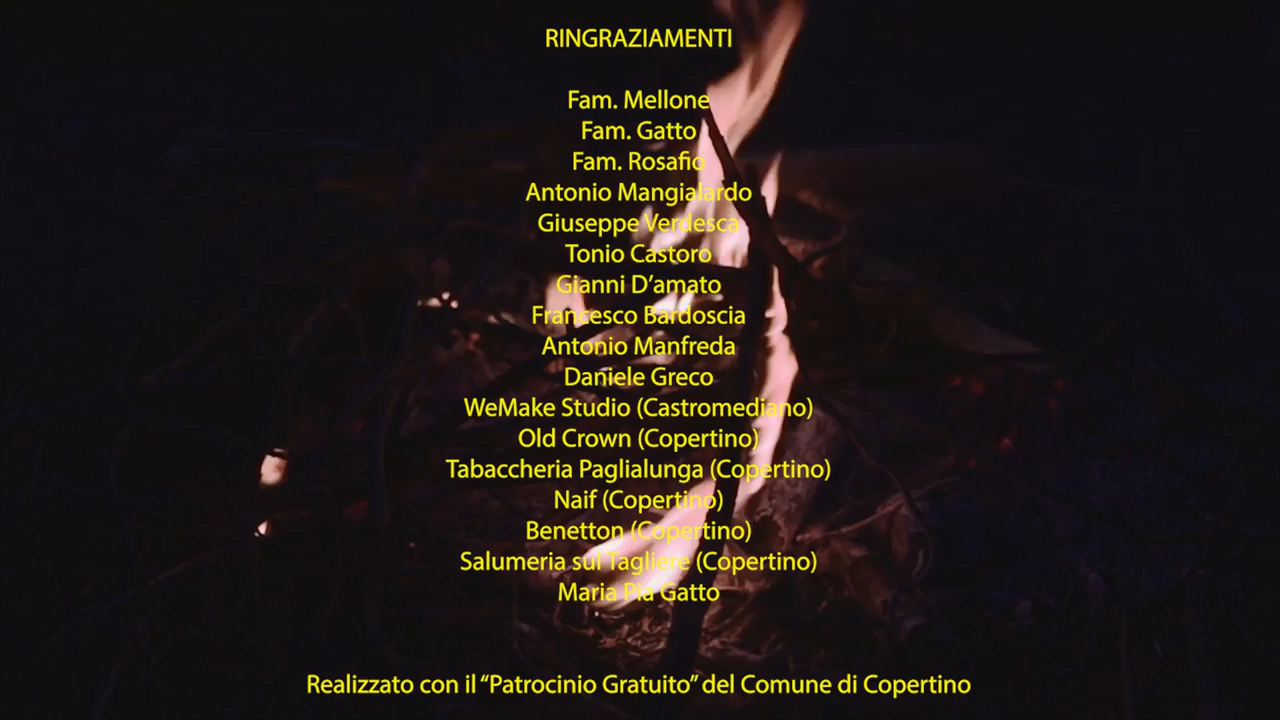 RINGRAZIAMENTI
Fam. Mellone
Fam. Gatto
Fam. Rosafio
Antonio Mangialardo
Giuseppe Verdesca
Tonio Castoro
Gianni D’amato
Francesco Bardoscia
Antonio Manfreda
Daniele Greco
WeMake Studio (Castromediano)
Old Crown (Copertino)
Tabaccheria Paglialunga (Copertino)
Naif (Copertino)
Benetton (Copertino)
Salumeria sul Tagliere (Copertino)
Maria Pia Gatto
Realizzato con il “Patrocinio Gratuito” del Comune di Copertino